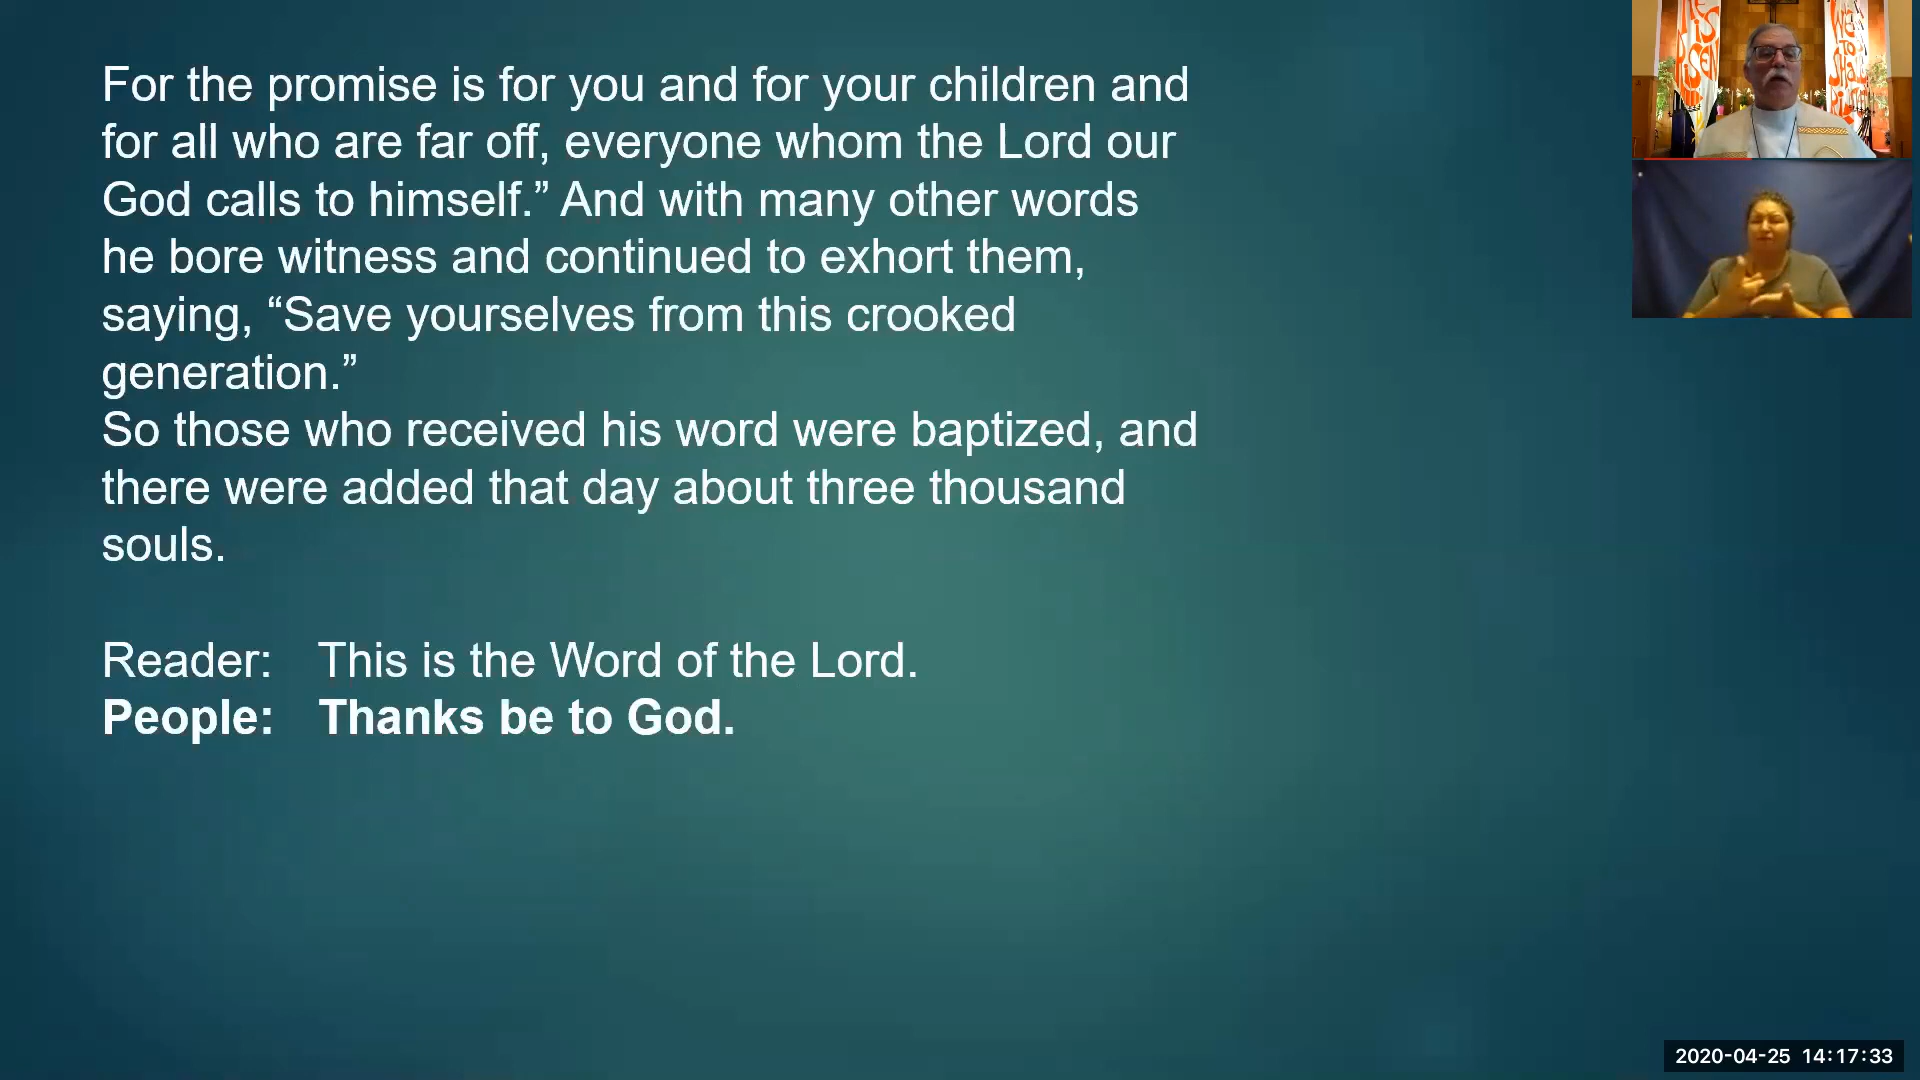 For the promise is for you and for your children and
for all who are far off, everyone whom the Lord our
God calls to himself.” And with many other words
he bore witness and continued to exhort them,
saying, “Save yourselves from this crooked
generation.”
So those who received his word were baptized, and
there were added that day about three thousand
souls.
Reader: This is the Word of the Lord.
People: Thanks be to God.
2020-04-25 14:17:33